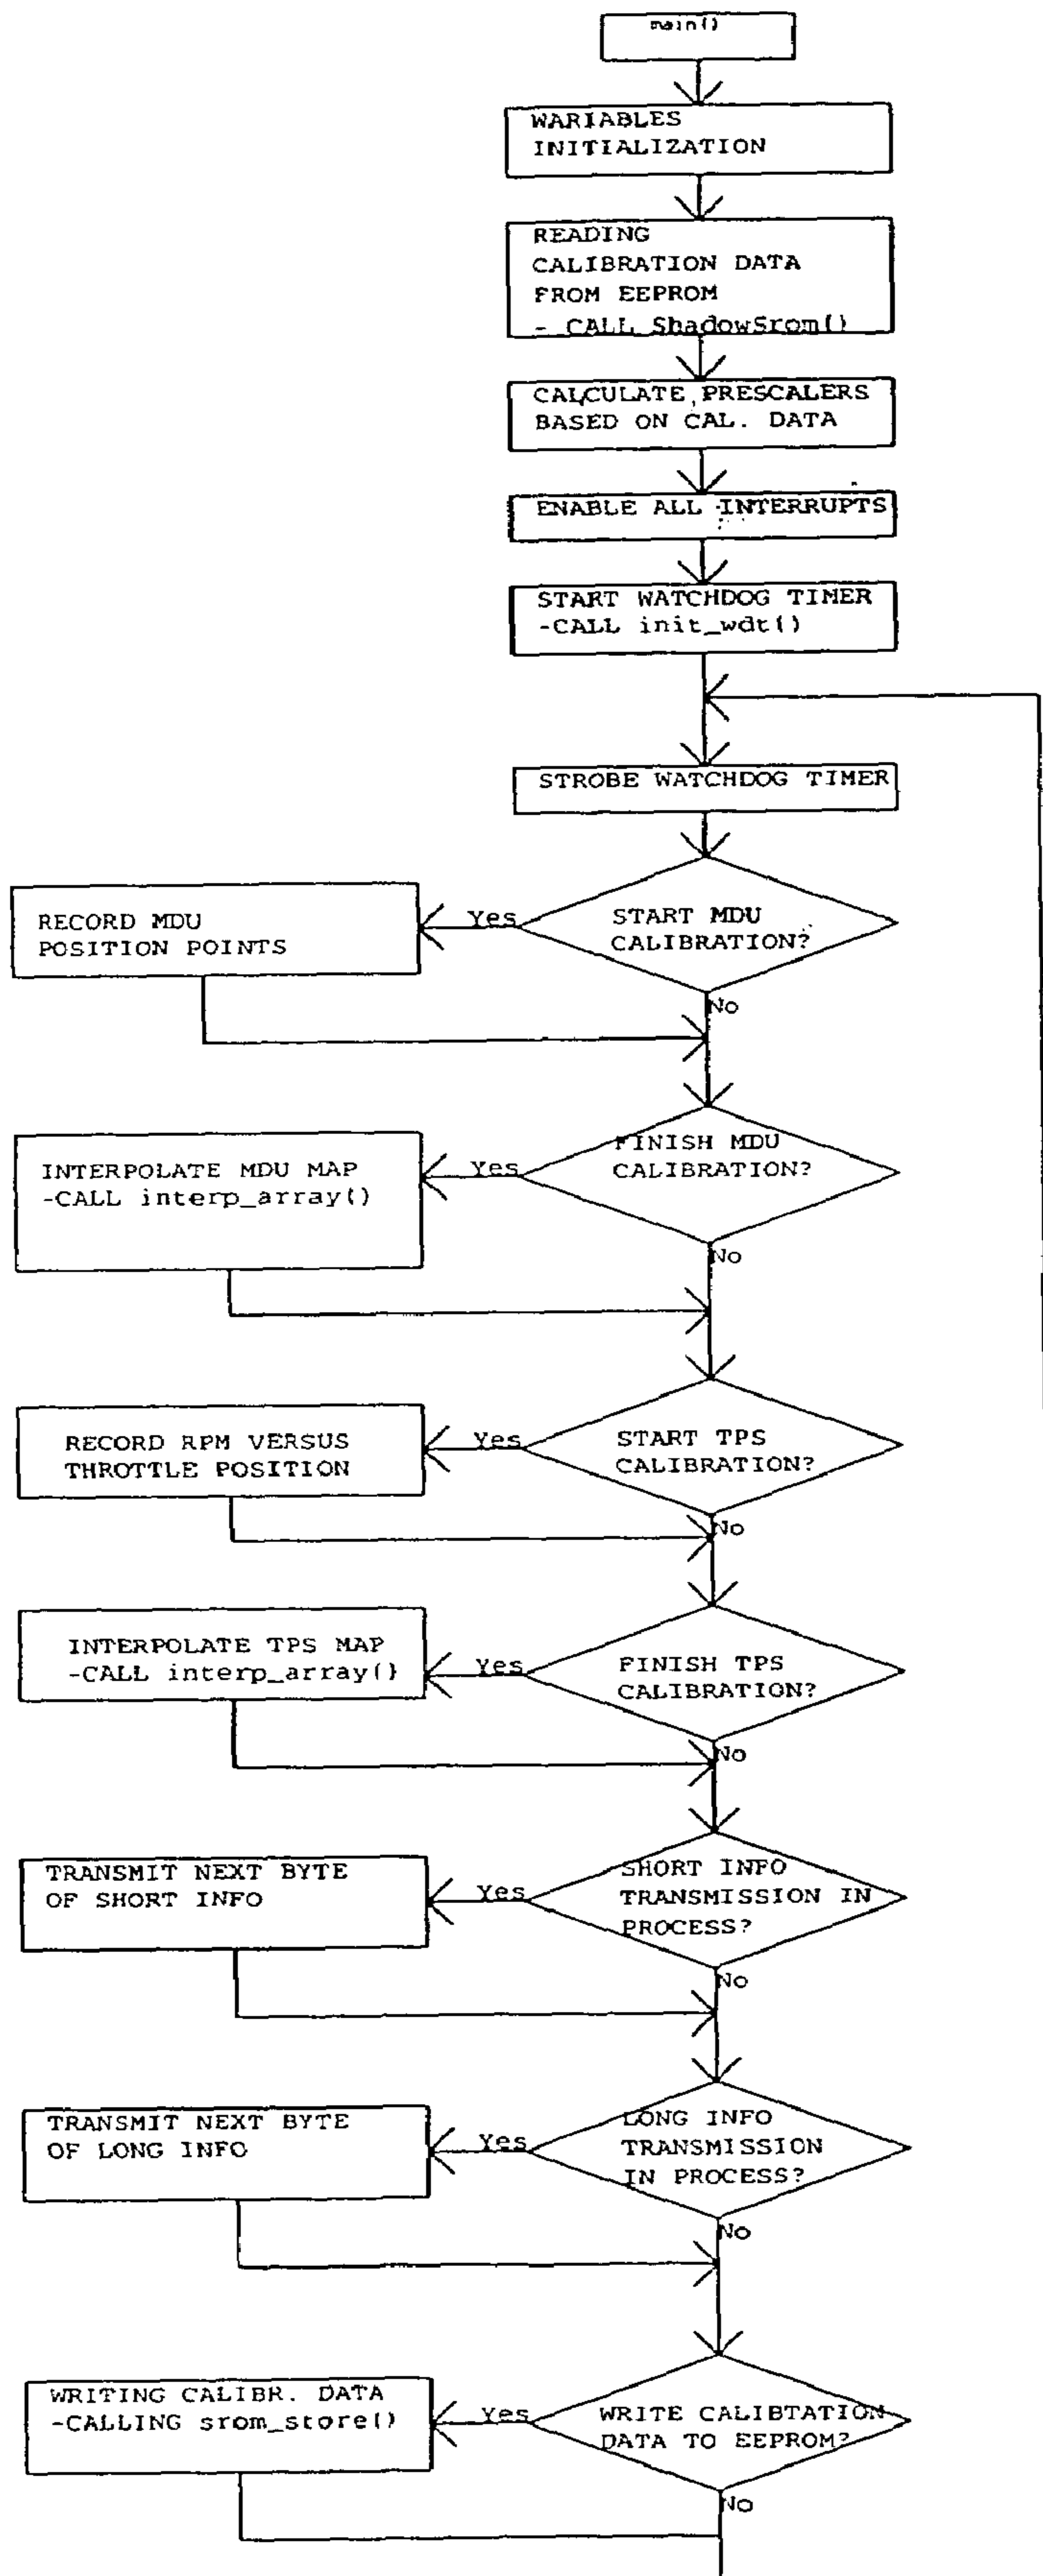 main()
WARIABLES
INITIALIZATION
READING
CALIBRATION DATA
FROM EEPROM
- CALL ShadowSrom()
CALCULATE PRESCALERS
BASED ON CAL. DATA
ENABLE ALL INTERRUPTS
START WATCHDOG TIMER
-CALL init_wdt()
STROBE WATCHDOG TIMER
START MDU
CALIBRATION?
Yes
RECORD MDU
POSITION POINTS
No
FINISH MDU
CALIBRATION?
Yes
INTERPOLATE MDU MAP
-CALL interp_array()
No
START TPS
CALIBRATION?
Yes
RECORD RPM VERSUS
THROTTLE POSITION
No
FINISH TPS
CALIBRATION?
Yes
INTERPOLATE TPS MAP
-CALL interp_array()
No
SHORT INFO
TRANSMISSION IN
PROCESS?
Yes
TRANSMIT NEXT BYTE
OF SHORT INFO
No
LONG INFO
TRANSMISSION
IN PROCESS?
Yes
TRANSMIT NEXT BYTE
OF LONG INFO
No
WRITE CALIBTATION
DATA TO EEPROM?
Yes
WRITING CALIBR. DATA
-CALLING srom_store()
No